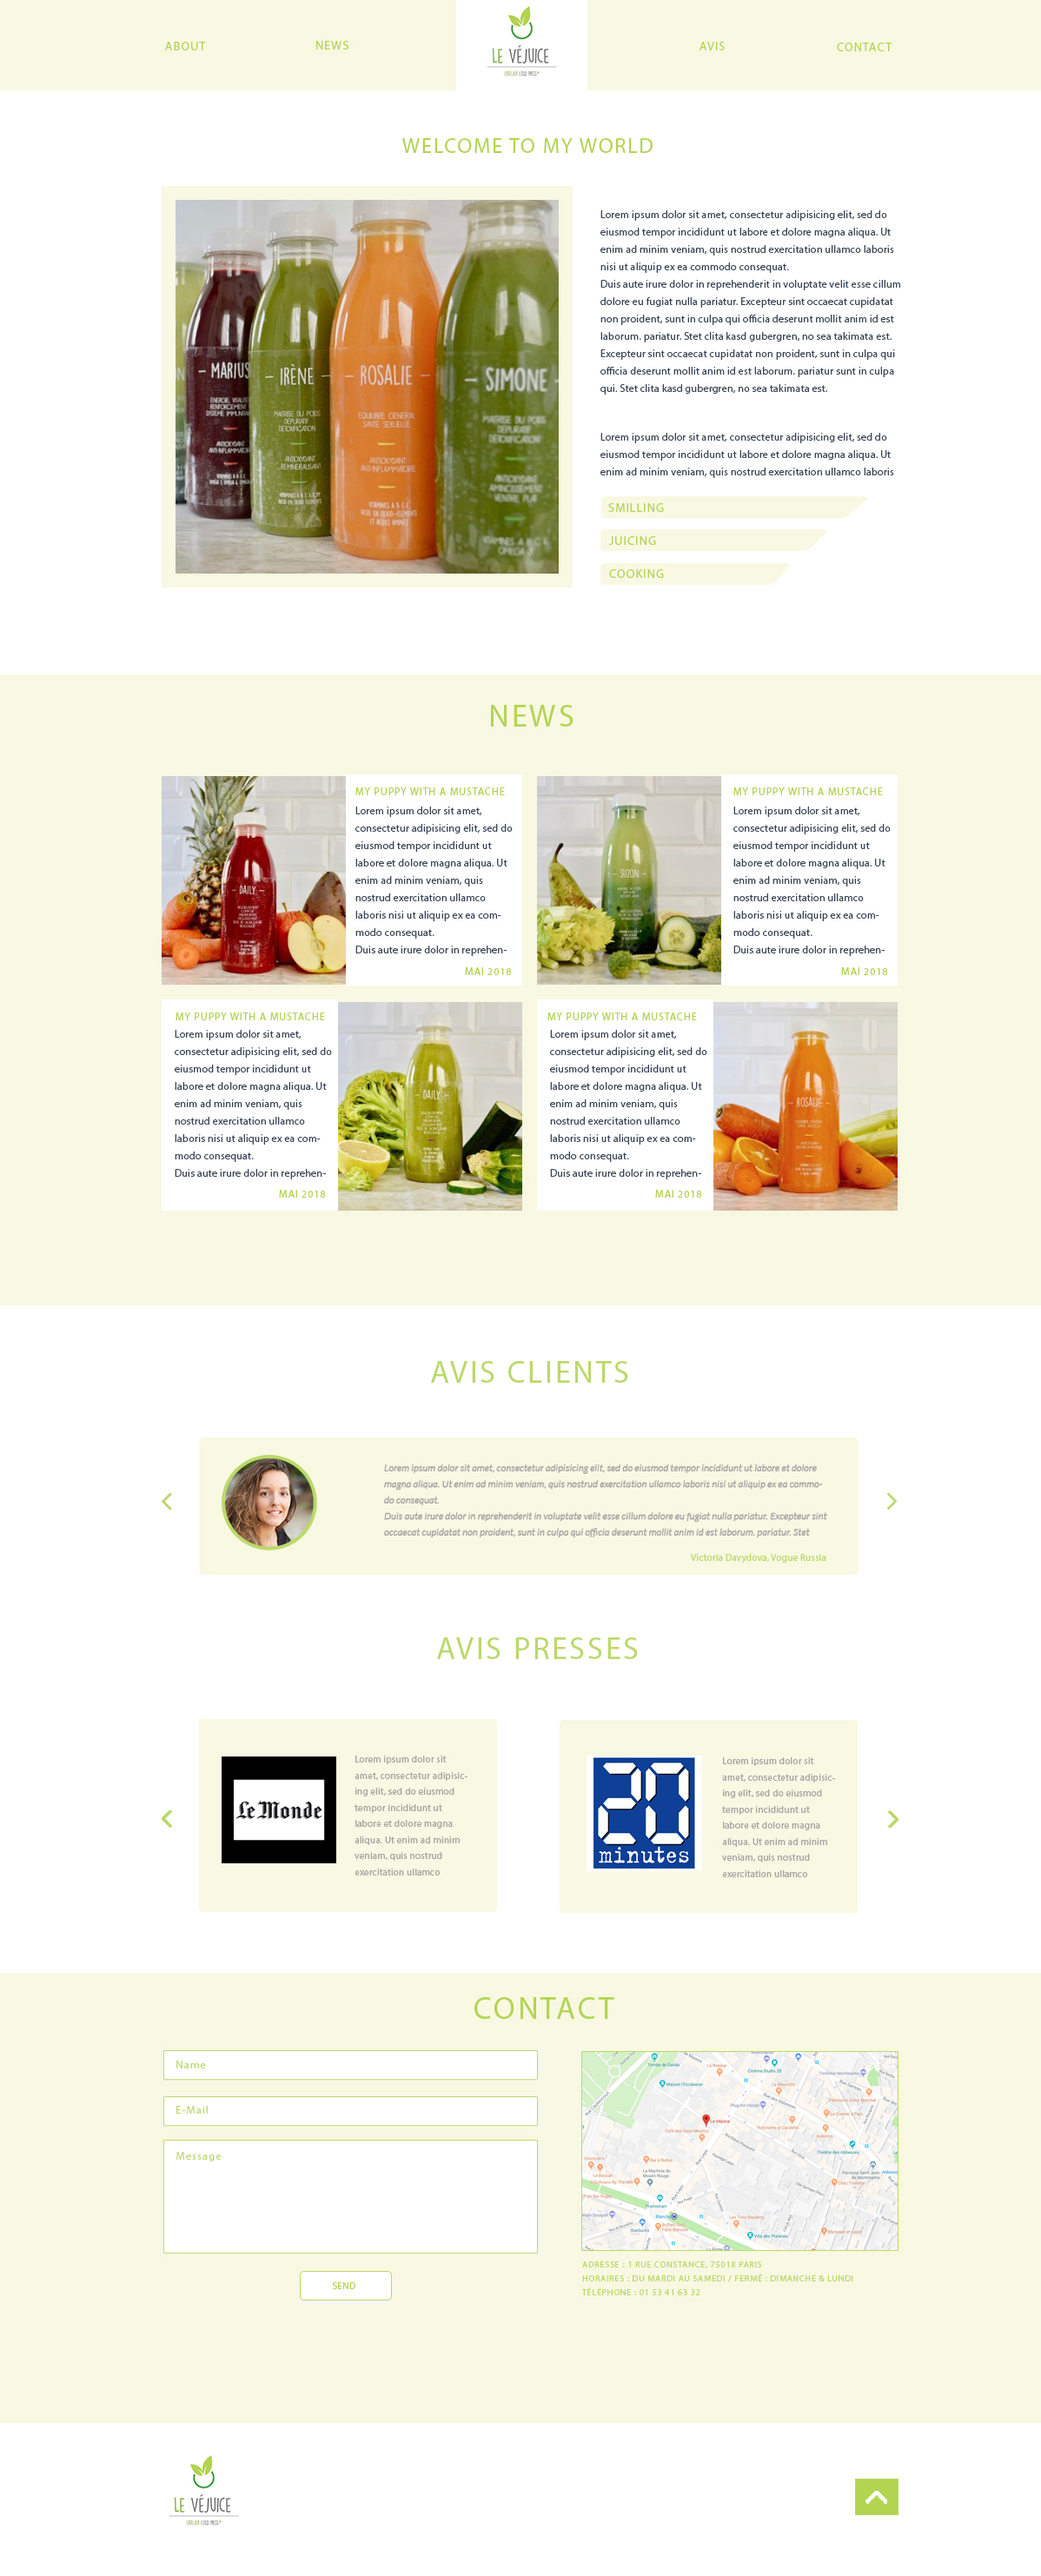 ABOUT
NEWS
LE VÉJUICE
L'ATELIER COLD PRESS
AVIS
CONTACT
WELCOME TO MY WORLD
- MARIUS
- IRÈNE -
- ROSALIE -
- SIMONE -
Lorem ipsum dolor sit amet, consectetur adipisicing elit, sed do
eiusmod tempor incididunt ut labore et dolore magna aliqua. Ut
enim ad minim veniam, quis nostrud exercitation ullamco laboris
nisi ut aliquip ex ea commodo consequat.
Duis aute irure dolor in reprehenderit in voluptate velit esse cillum
dolore eu fugiat nulla pariatur. Excepteur sint occaecat cupidatat
non proident, sunt in culpa qui officia deserunt mollit anim id est
laborum. pariatur. Stet clita kasd gubergren, no sea takimata est.
Excepteur sint occaecat cupidatat non proident, sunt in culpa qui
officia deserunt mollit anim id est laborum. pariatur sunt in culpa
qui. Stet clita kasd gubergren, no sea takimata est.
Lorem ipsum dolor sit amet, consectetur adipisicing elit, sed do
eiusmod tempor incididunt ut labore et dolore magna aliqua. Ut
enim ad minim veniam, quis nostrud exercitation ullamco laboris
SMILLING
JUICING
COOKING
NEWS
- DAILY -
MY PUPPY WITH A MUSTACHE
Lorem ipsum dolor sit amet,
consectetur adipisicing elit, sed do
eiusmod tempor incididunt ut
labore et dolore magna aliqua. Ut
enim ad minim veniam, quis
nostrud exercitation ullamco
laboris nisi ut aliquip ex ea com-
modo consequat.
Duis aute irure dolor in reprehen-
MAI 2018
- SUZON -
MY PUPPY WITH A MUSTACHE
Lorem ipsum dolor sit amet,
consectetur adipisicing elit, sed do
eiusmod tempor incididunt ut
labore et dolore magna aliqua. Ut
enim ad minim veniam, quis
nostrud exercitation ullamco
laboris nisi ut aliquip ex ea com-
modo consequat.
Duis aute irure dolor in reprehen-
MAI 2018
MY PUPPY WITH A MUSTACHE
Lorem ipsum dolor sit amet,
consectetur adipisicing elit, sed do
eiusmod tempor incididunt ut
labore et dolore magna aliqua. Ut
enim ad minim veniam, quis
nostrud exercitation ullamco
laboris nisi ut aliquip ex ea com-
modo consequat.
Duis aute irure dolor in reprehen-
MAI 2018
- DAILY -
MY PUPPY WITH A MUSTACHE
Lorem ipsum dolor sit amet,
consectetur adipisicing elit, sed do
eiusmod tempor incididunt ut
labore et dolore magna aliqua. Ut
enim ad minim veniam, quis
nostrud exercitation ullamco
laboris nisi ut aliquip ex ea com-
modo consequat.
Duis aute irure dolor in reprehen-
MAI 2018
- ROSALIE -
AVIS CLIENTS
Lorem ipsum dolor sit amet, consectetur adipisicing elit, sed do eiusmod tempor incididunt ut labore et dolore
magna aliqua. Ut enim ad minim veniam, quis nostrud exercitation ullamco laboris nisi ut aliquip ex ea commo-
do consequat.
Duis aute irure dolor in reprehenderit in voluptate velit esse cillum dolore eu fugiat nulla pariatur. Excepteur sint
occaecat cupidatat non proident, sunt in culpa qui officia deserunt mollit anim id est laborum. pariatur. Stet
Victoria Davydova, Vogue Russia
AVIS PRESSES
Le Monde
Lorem ipsum dolor sit
amet, consectetur adipisic-
ing elit, sed do eiusmod
tempor incididunt ut
labore et dolore magna
aliqua. Ut enim ad minim
veniam, quis nostrud
exercitation ullamco
20
minutes
Lorem ipsum dolor sit
amet, consectetur adipisic-
ing elit, sed do eiusmod
tempor incididunt ut
labore et dolore magna
aliqua. Ut enim ad minim
veniam, quis nostrud
exercitation ullamco
CONTACT
Name
E-Mail
Message
SEND
Le Véjuice
ADRESSE : 1 RUE CONSTANCE, 75018 PARIS
HORAIRES : DU MARDI AU SAMEDI / FERMÉ : DIMANCHE & LUNDI
TÉLÉPHONE : 01 53 41 63 32
LE VÉJUICE
L'ATELIER COLD PRESS